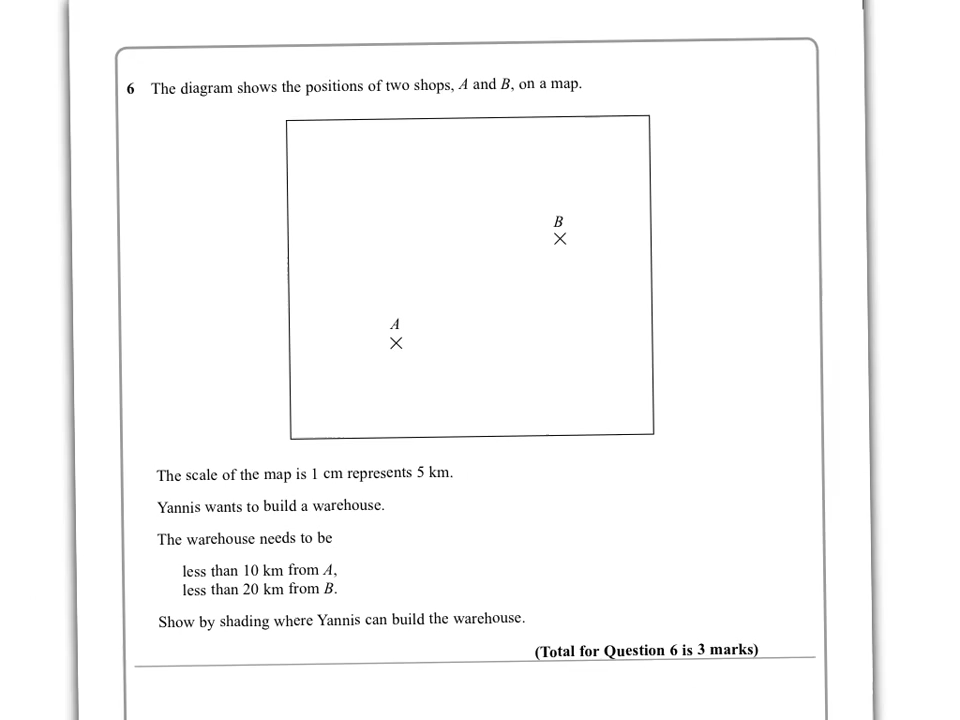 6 The diagram shows the positions of two shops, A and B, on a map.
B
A
The scale of the map is 1 cm represents 5 km.
Yannis wants to build a warehouse.
The warehouse needs to be
less than 10 km from A,
less than 20 km from B.
Show by shading where Yannis can build the warehouse.
(Total for Question 6 is 3 marks)